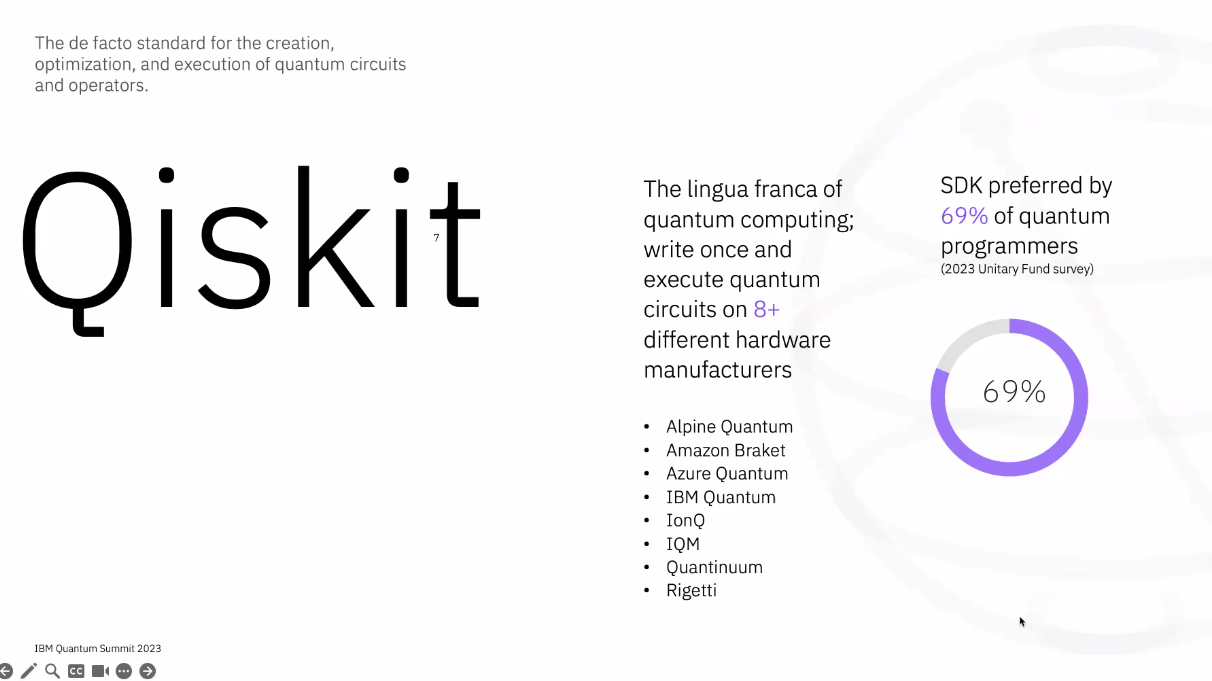 The de facto standard for the creation,
optimization, and execution of quantum circuits
and operators.
Qiskit
7
The lingua franca of
quantum computing;
write once and
execute quantum
circuits on 8+
different hardware
manufacturers
• Alpine Quantum
• Amazon Braket
• Azure Quantum
• IBM Quantum
• IonQ
• IQM
• Quantinuum
• Rigetti
SDK preferred by
69% of quantum
programmers
(2023 Unitary Fund survey)
69%
IBM Quantum Summit 2023
CC